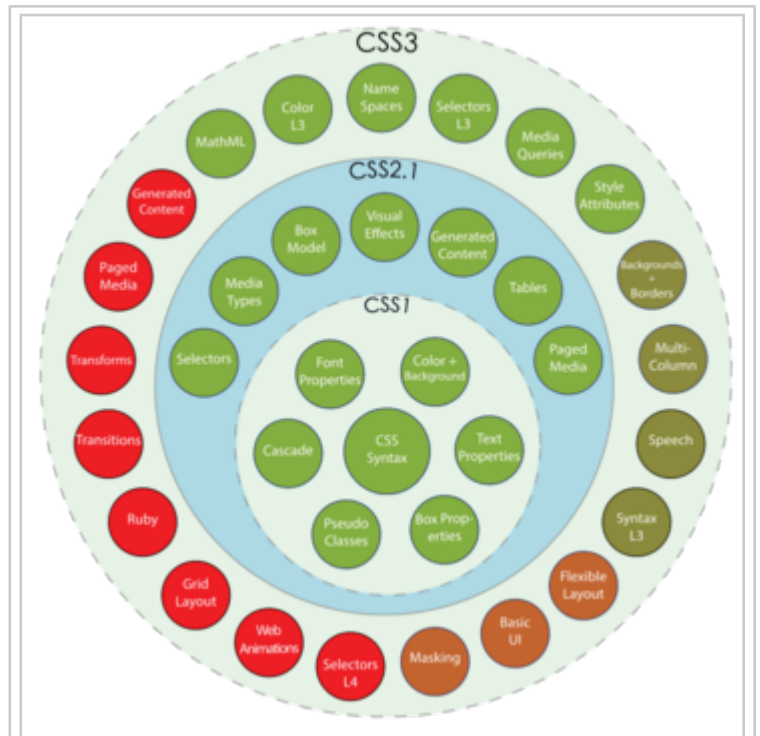 CSS3
Name
Spaces
Color
L3
Selectors
L3
MathML
Media
Queries
Generated
Content
Style
Attributes
Paged
Media
Backgrounds
+
Borders
Transforms
Multi-
Column
Transitions
Speech
Ruby
Syntax
L3
Grid
Layout
Flexible
Layout
Web
Animations
Basic
UI
Selectors
L4
Masking
CSS2.1
Visual
Effects
Box
Model
Generated
Content
Media
Types
Tables
Selectors
Paged
Media
CSS1
Font
Properties
Color +
Background
Cascade
CSS
Syntax
Text
Properties
Pseudo
Classes
Box Prop-
erties